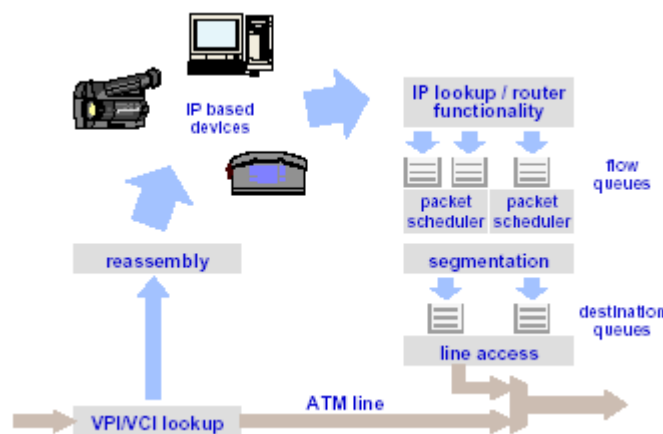 IP based
devices
IP lookup / router
functionality
flow
queues
packet
scheduler
packet
scheduler
reassembly
segmentation
destination
queues
line access
ATM line
VPI/VCI lookup